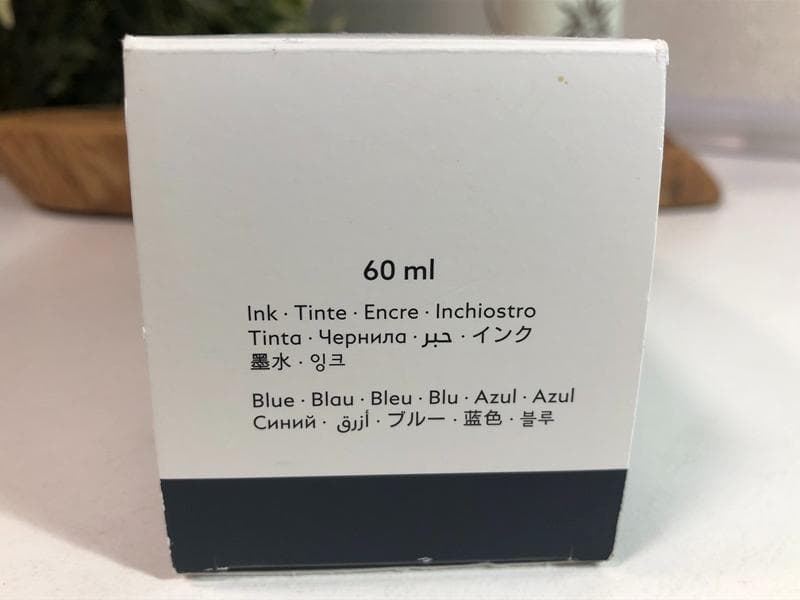 60 ml
Ink · Tinte · Encre · Inchiostro
Tinta · Чернила · حبر · インク
墨水 · 잉크
Blue · Blau · Bleu · Blu · Azul · Azul
Синий · أزرق · ブルー · 蓝色 · 블루